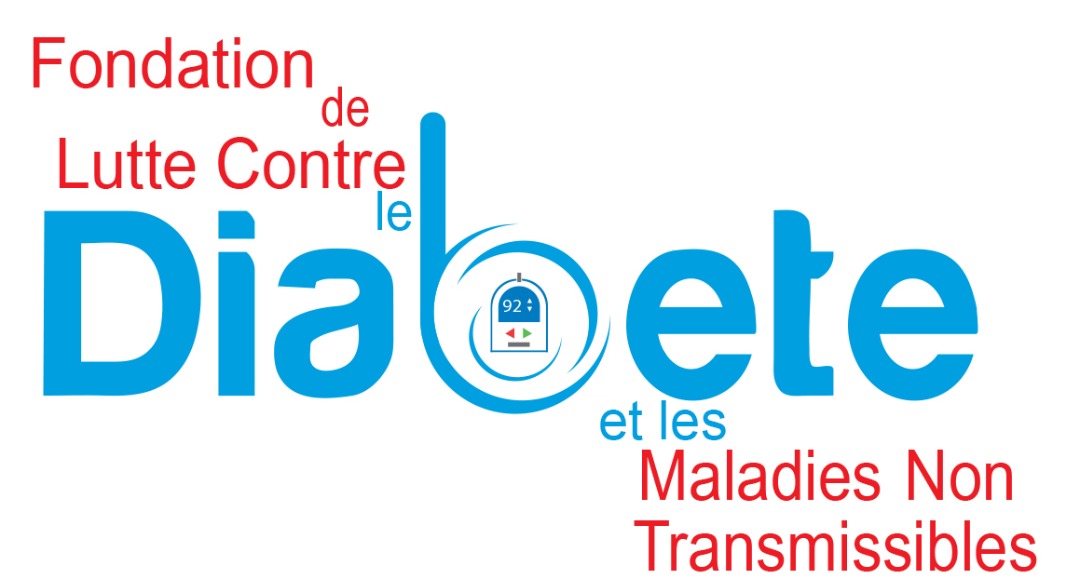 Fondation
de
Lutte Contre
le
Diabete
92
et les
Maladies Non
Transmissibles